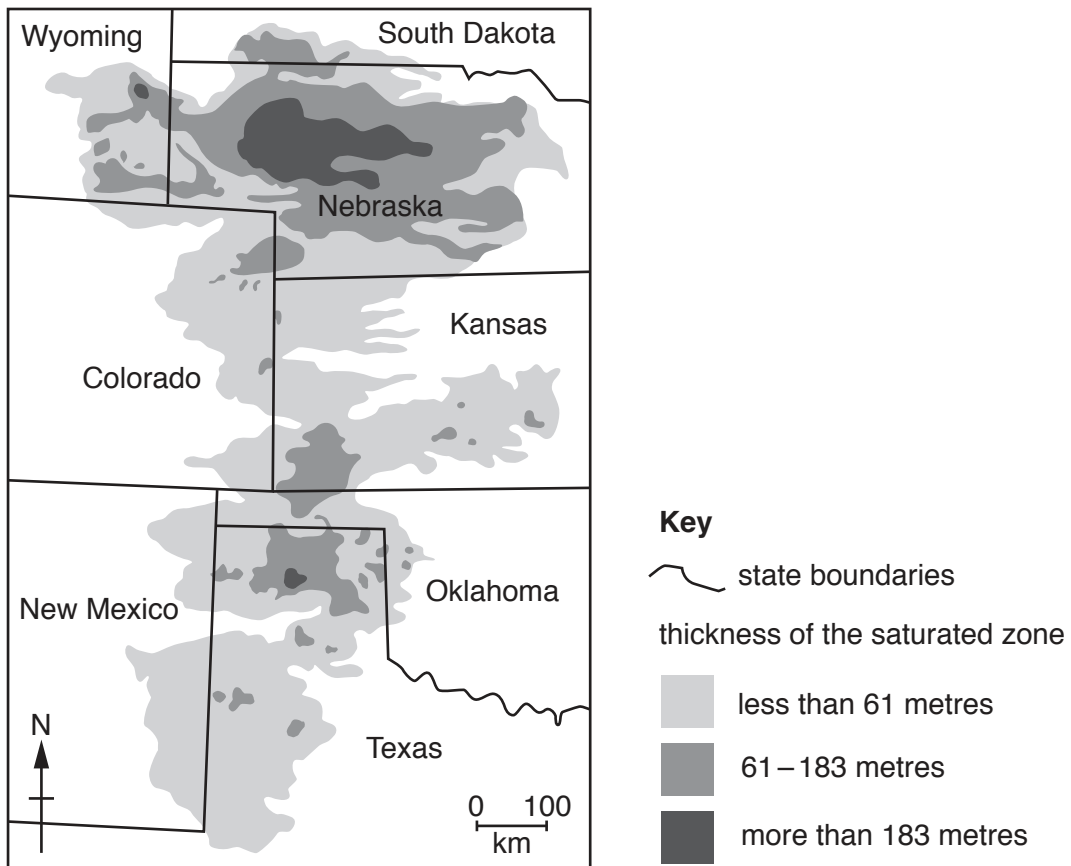 Wyoming
South Dakota
Nebraska
Kansas
Colorado
New Mexico
Oklahoma
Texas
N
0 100
km
Key
state boundaries
thickness of the saturated zone
less than 61 metres
61–183 metres
more than 183 metres